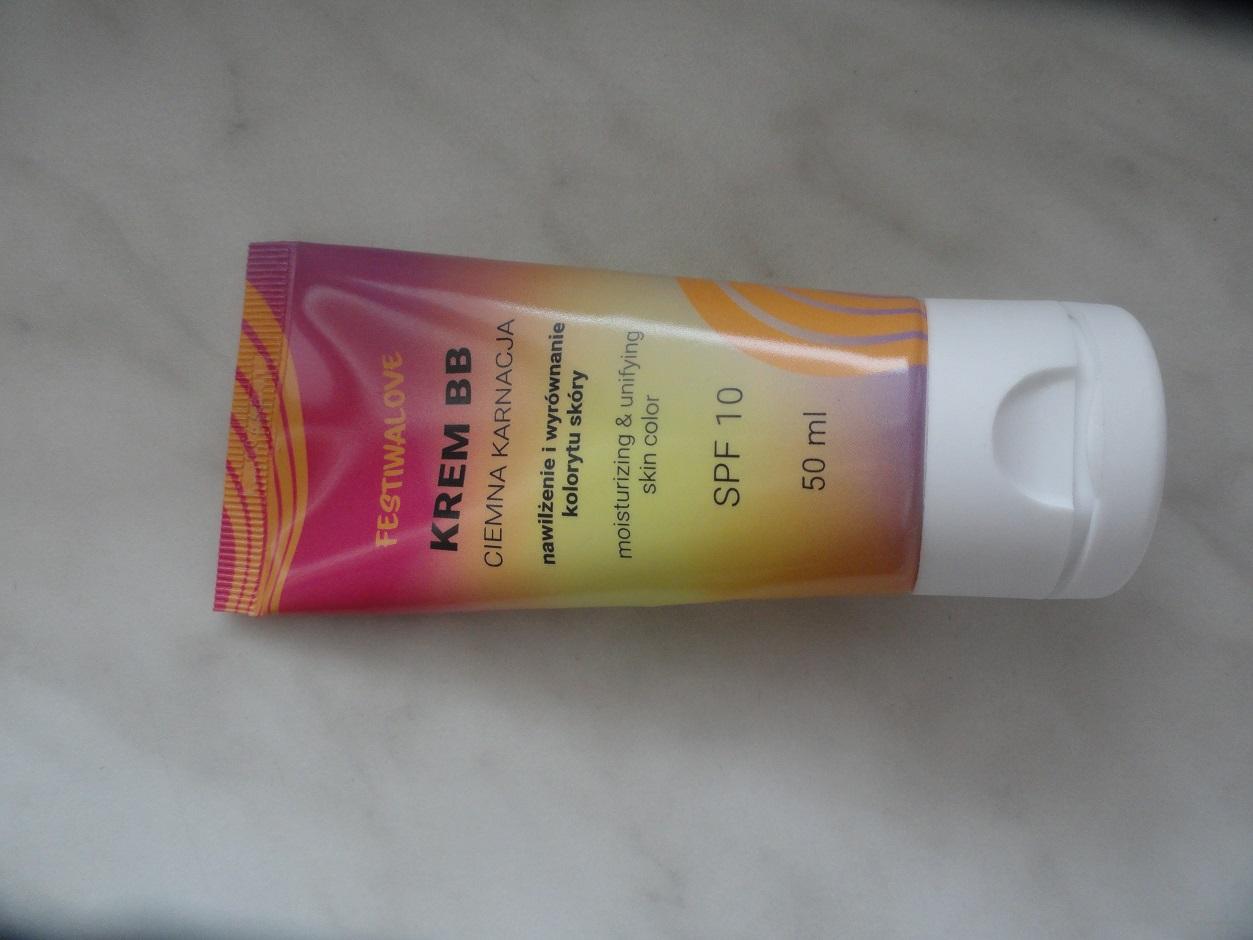 FESTIWALOVE
KREM BB
CIEMNA KARNACJA
nawilżenie i wyrównanie
kolorytu skóry
moisturizing & unifying
skin color
SPF 10
50 ml